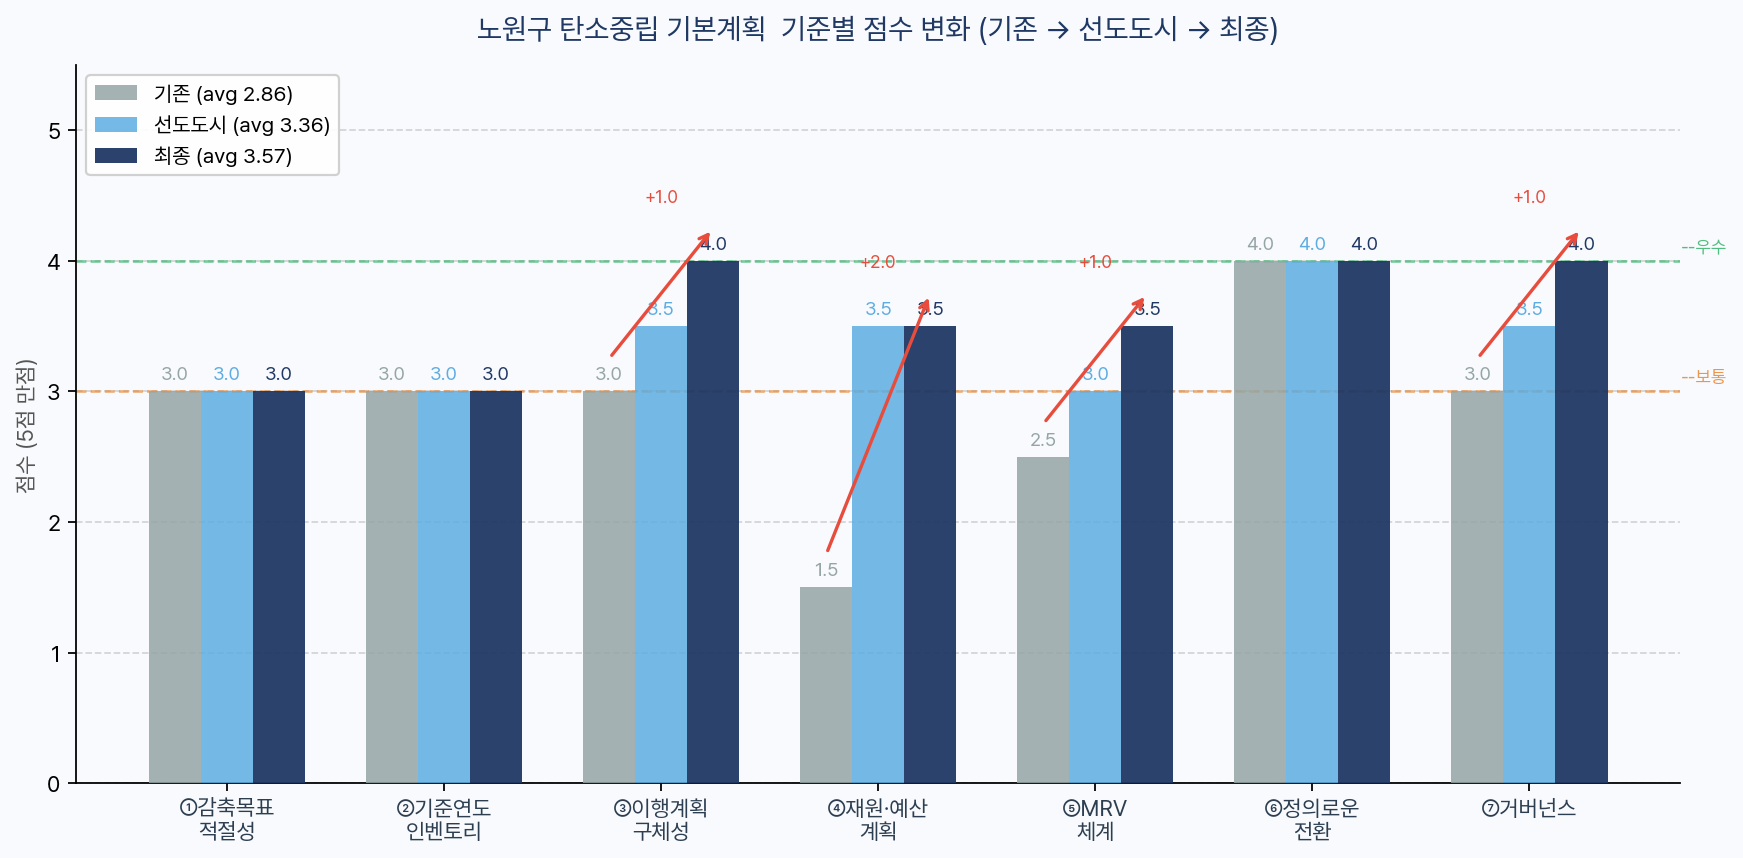 노원구 탄소중립 기본계획 기준별 점수 변화 (기존 → 선도도시 → 최종)
기존 (avg 2.86)
선도도시 (avg 3.36)
최종 (avg 3.57)
점수 (5점 만점)
5
4
3
2
1
0
--우수
--보통
3.0 3.0 3.0
3.0 3.0 3.0
+1.0
3.0 3.5 4.0
+2.0
1.5 3.5 3.5
+1.0
2.5 3.0 3.5
4.0 4.0 4.0
+1.0
3.0 3.5 4.0
①감축목표
적절성
②기준연도
인벤토리
③이행계획
구체성
④재원·예산
계획
⑤MRV
체계
⑥정의로운
전환
⑦거버넌스